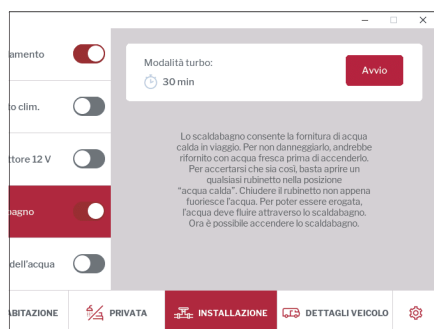 lamento
Modalità turbo:
30 min
Avvio
to clim.
ttore 12 V
bagno
dell'acqua
Lo scaldabagno consente la fornitura di acqua
calda in viaggio. Per non danneggiarlo, andrebbe
rifornito con acqua fresca prima di accenderlo.
Per accertarsi che sia così, basta aprire un
qualsiasi rubinetto nella posizione
"acqua calda". Chiudere il rubinetto non appena
fuoriesce l'acqua. Per poter essere erogata,
l'acqua deve fluire attraverso lo scaldabagno.
Ora è possibile accendere lo scaldabagno.
ABITAZIONE
PRIVATA
INSTALLAZIONE
DETTAGLI VEICOLO